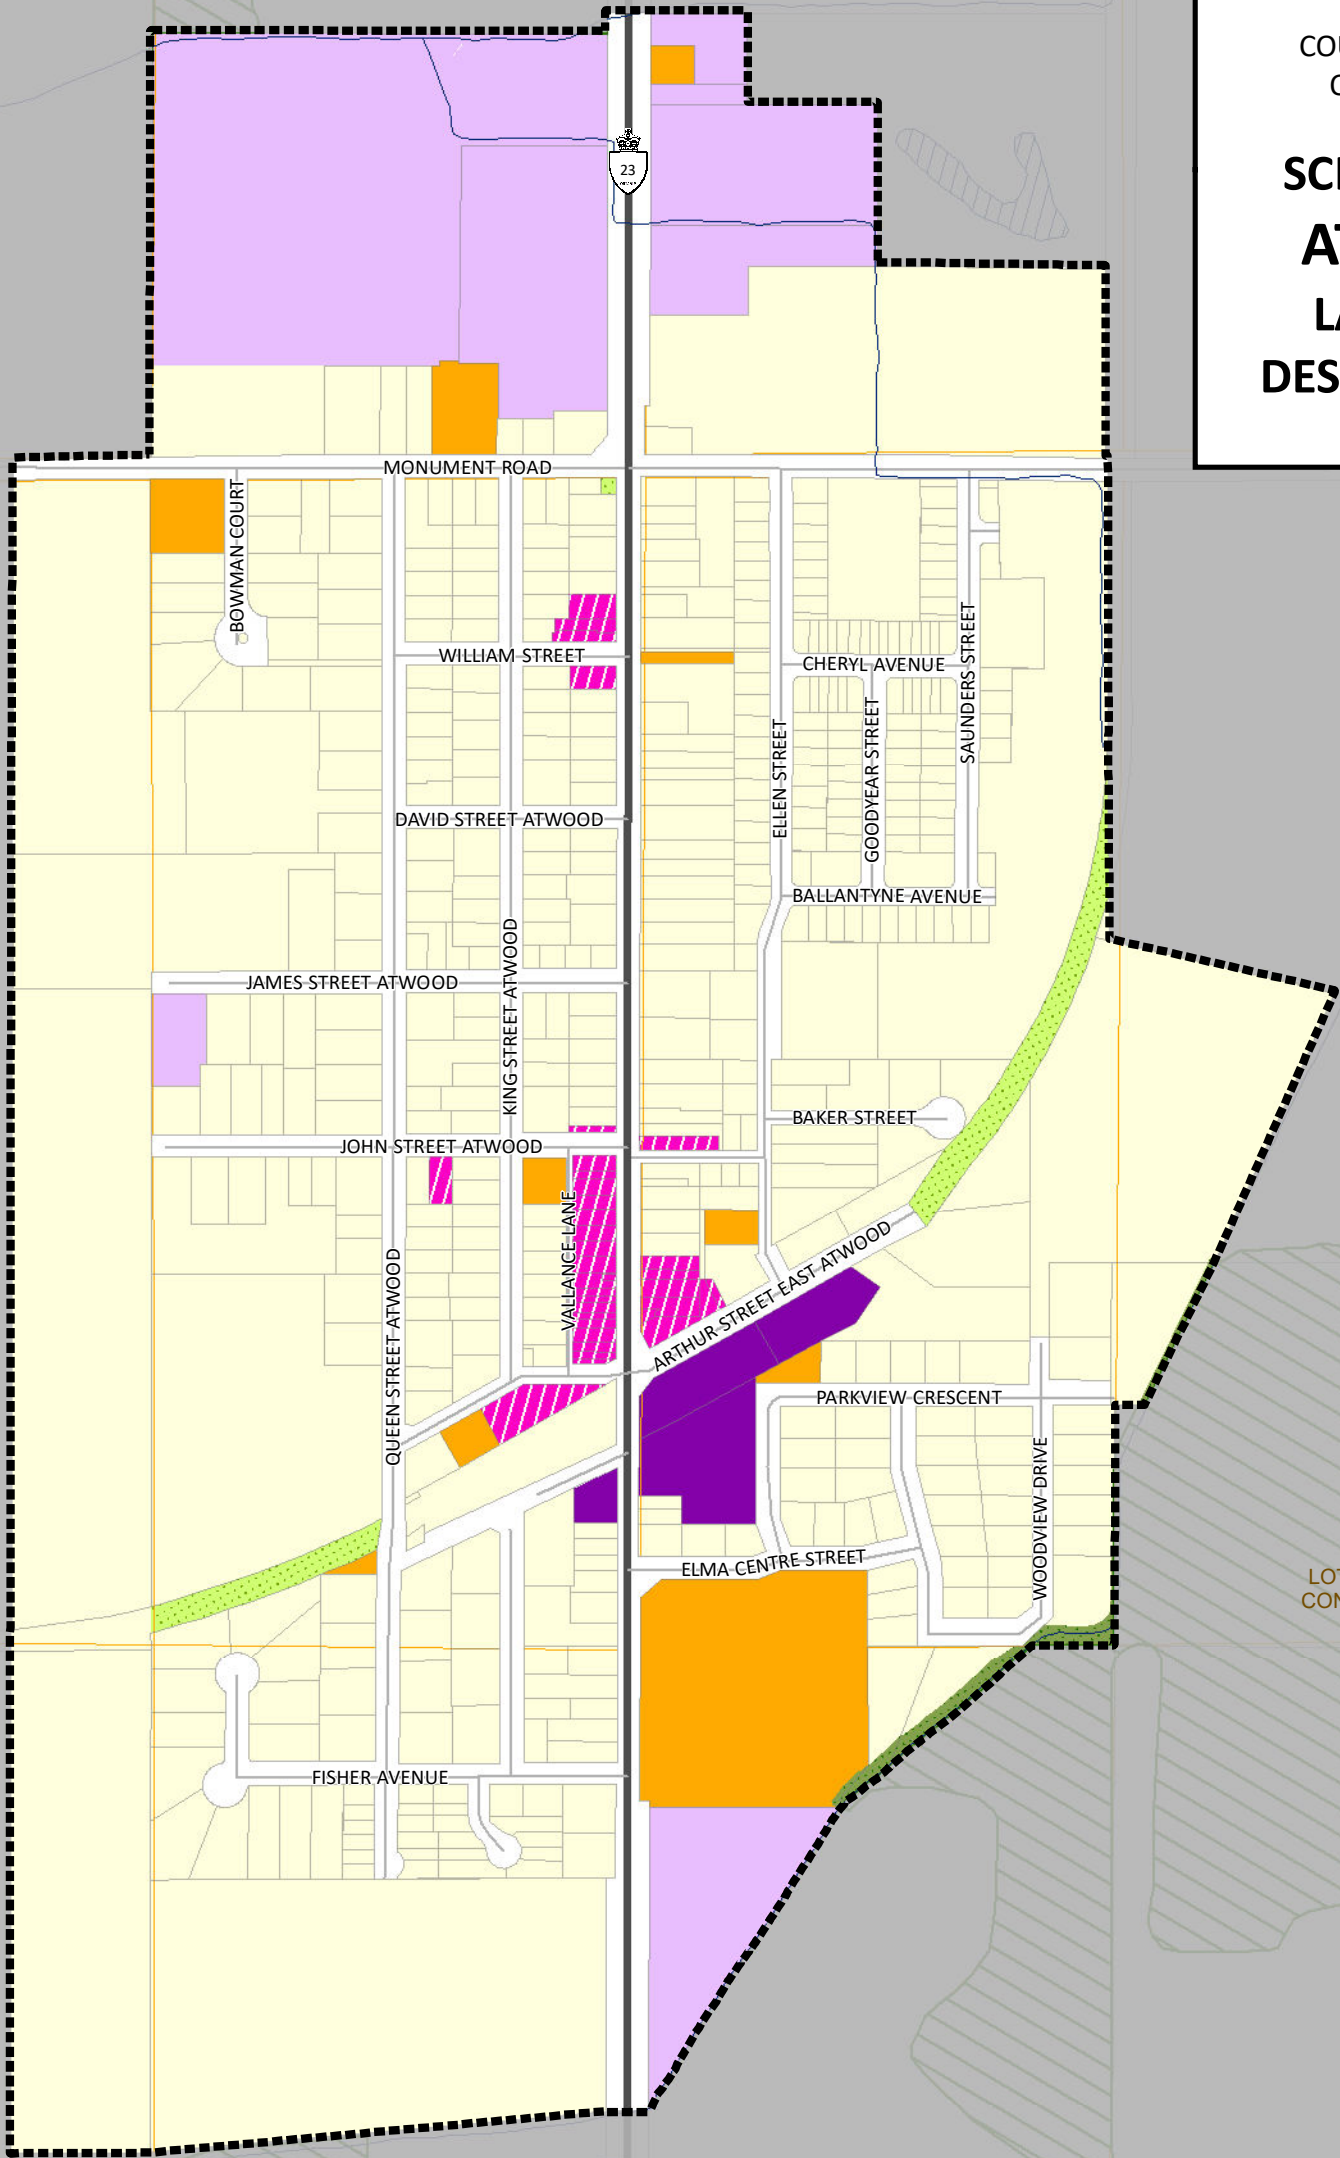 23
MONUMENT ROAD
BOWMAN COURT
WILLIAM STREET
CHERYL AVENUE
SAUNDERS STREET
ELLEN STREET
GOODYEAR STREET
DAVID STREET ATWOOD
BALLANTYNE AVENUE
KING STREET ATWOOD
JAMES STREET ATWOOD
BAKER STREET
JOHN STREET ATWOOD
VALLANCE LANE
QUEEN STREET ATWOOD
ARTHUR STREET EAST ATWOOD
PARKVIEW CRESCENT
WOODVIEW DRIVE
ELMA CENTRE STREET
FISHER AVENUE